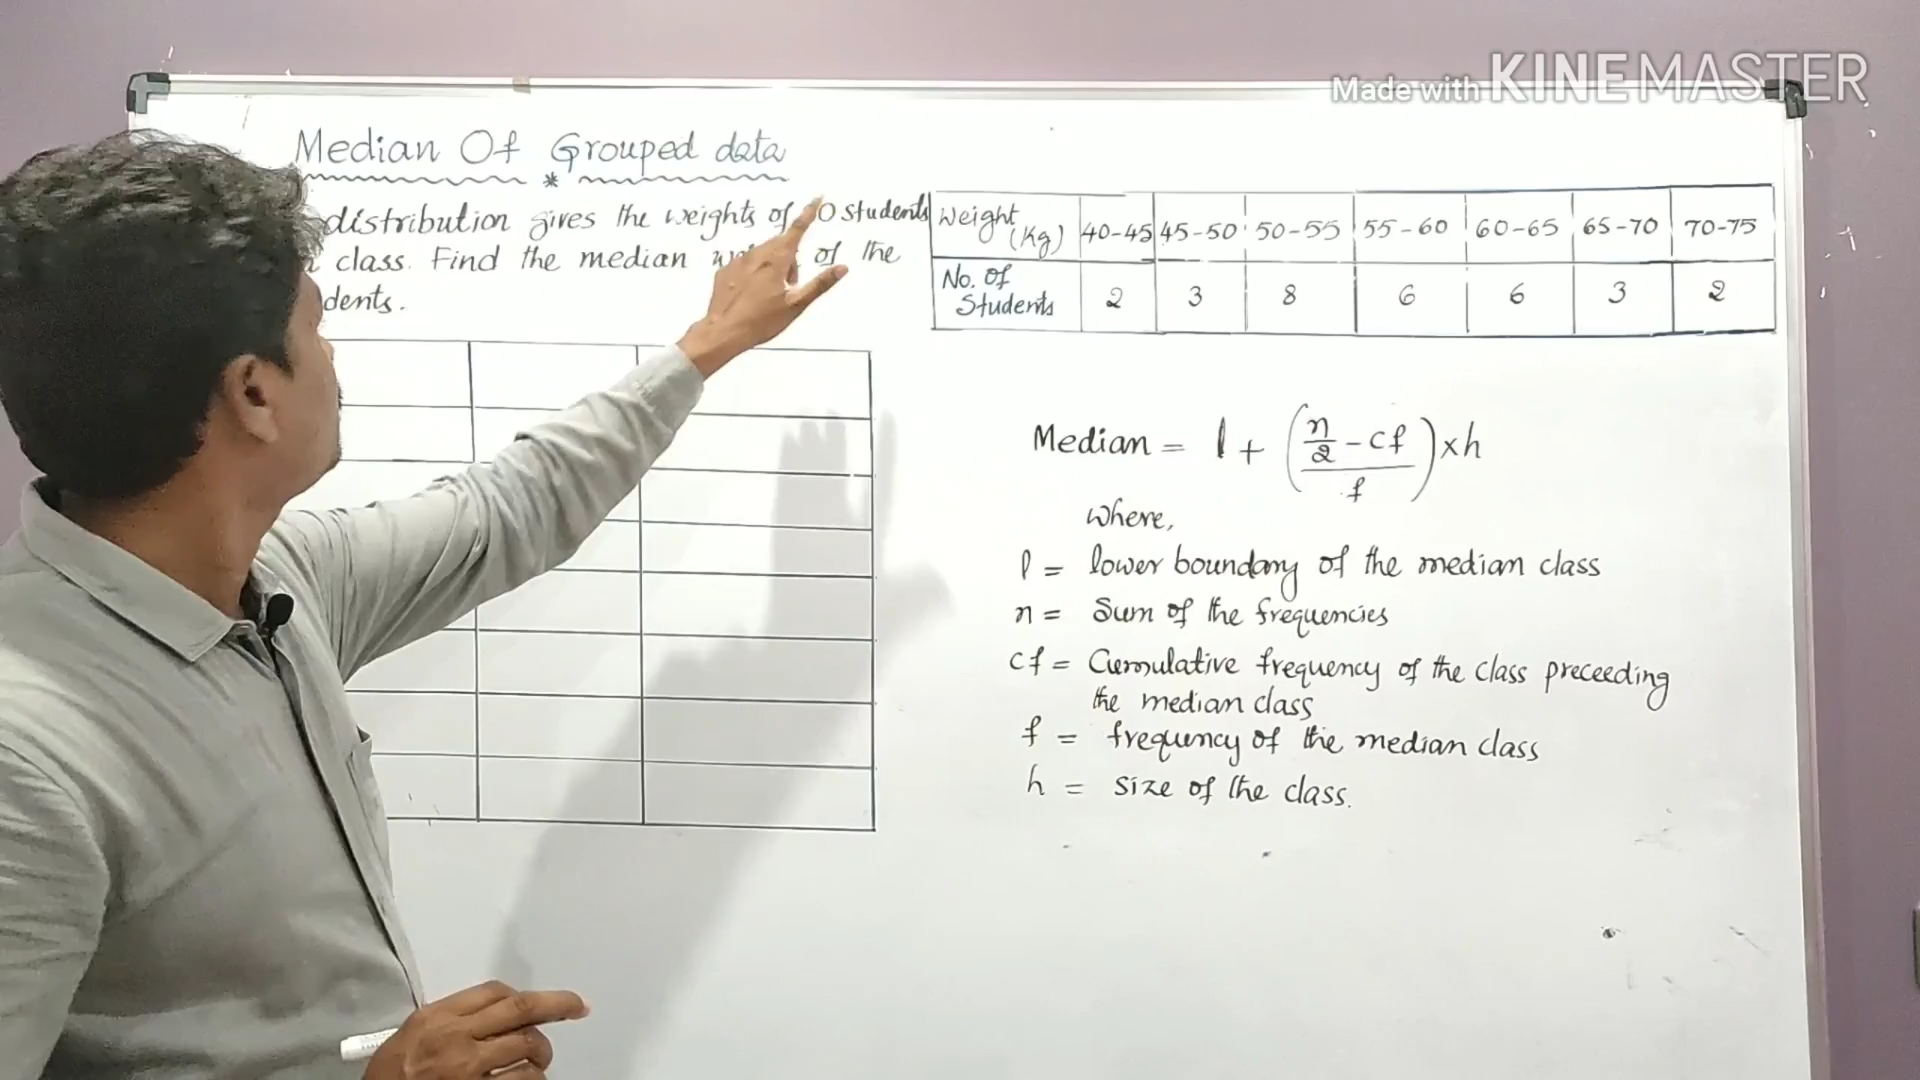 Made with KINEMASTER
Median Of Grouped data
distribution gives the weights of 0 students
class. Find the median of the
dents.
Weight (Kg) 40-45 45-50 50-55 55-60 60-65 65-70 70-75
No. of Students 2 3 8 6 6 3 2
Median = l + ( (n/2 - cf) / f ) × h
where,
l = lower boundary of the median class
n = Sum of the frequencies
cf = Cumulative frequency of the class preceeding
the median class
f = frequency of the median class
h = size of the class.